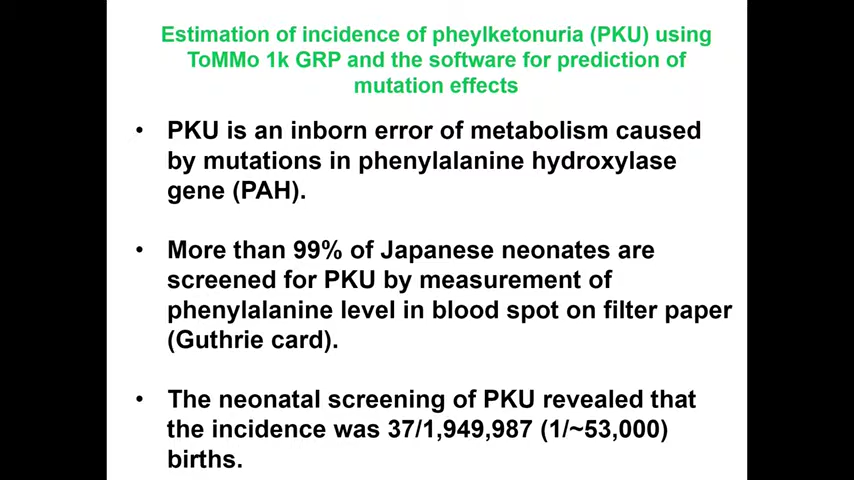 Estimation of incidence of pheylketonuria (PKU) using
ToMMo 1k GRP and the software for prediction of
mutation effects
• PKU is an inborn error of metabolism caused
by mutations in phenylalanine hydroxylase
gene (PAH).
• More than 99% of Japanese neonates are
screened for PKU by measurement of
phenylalanine level in blood spot on filter paper
(Guthrie card).
• The neonatal screening of PKU revealed that
the incidence was 37/1,949,987 (1/~53,000)
births.